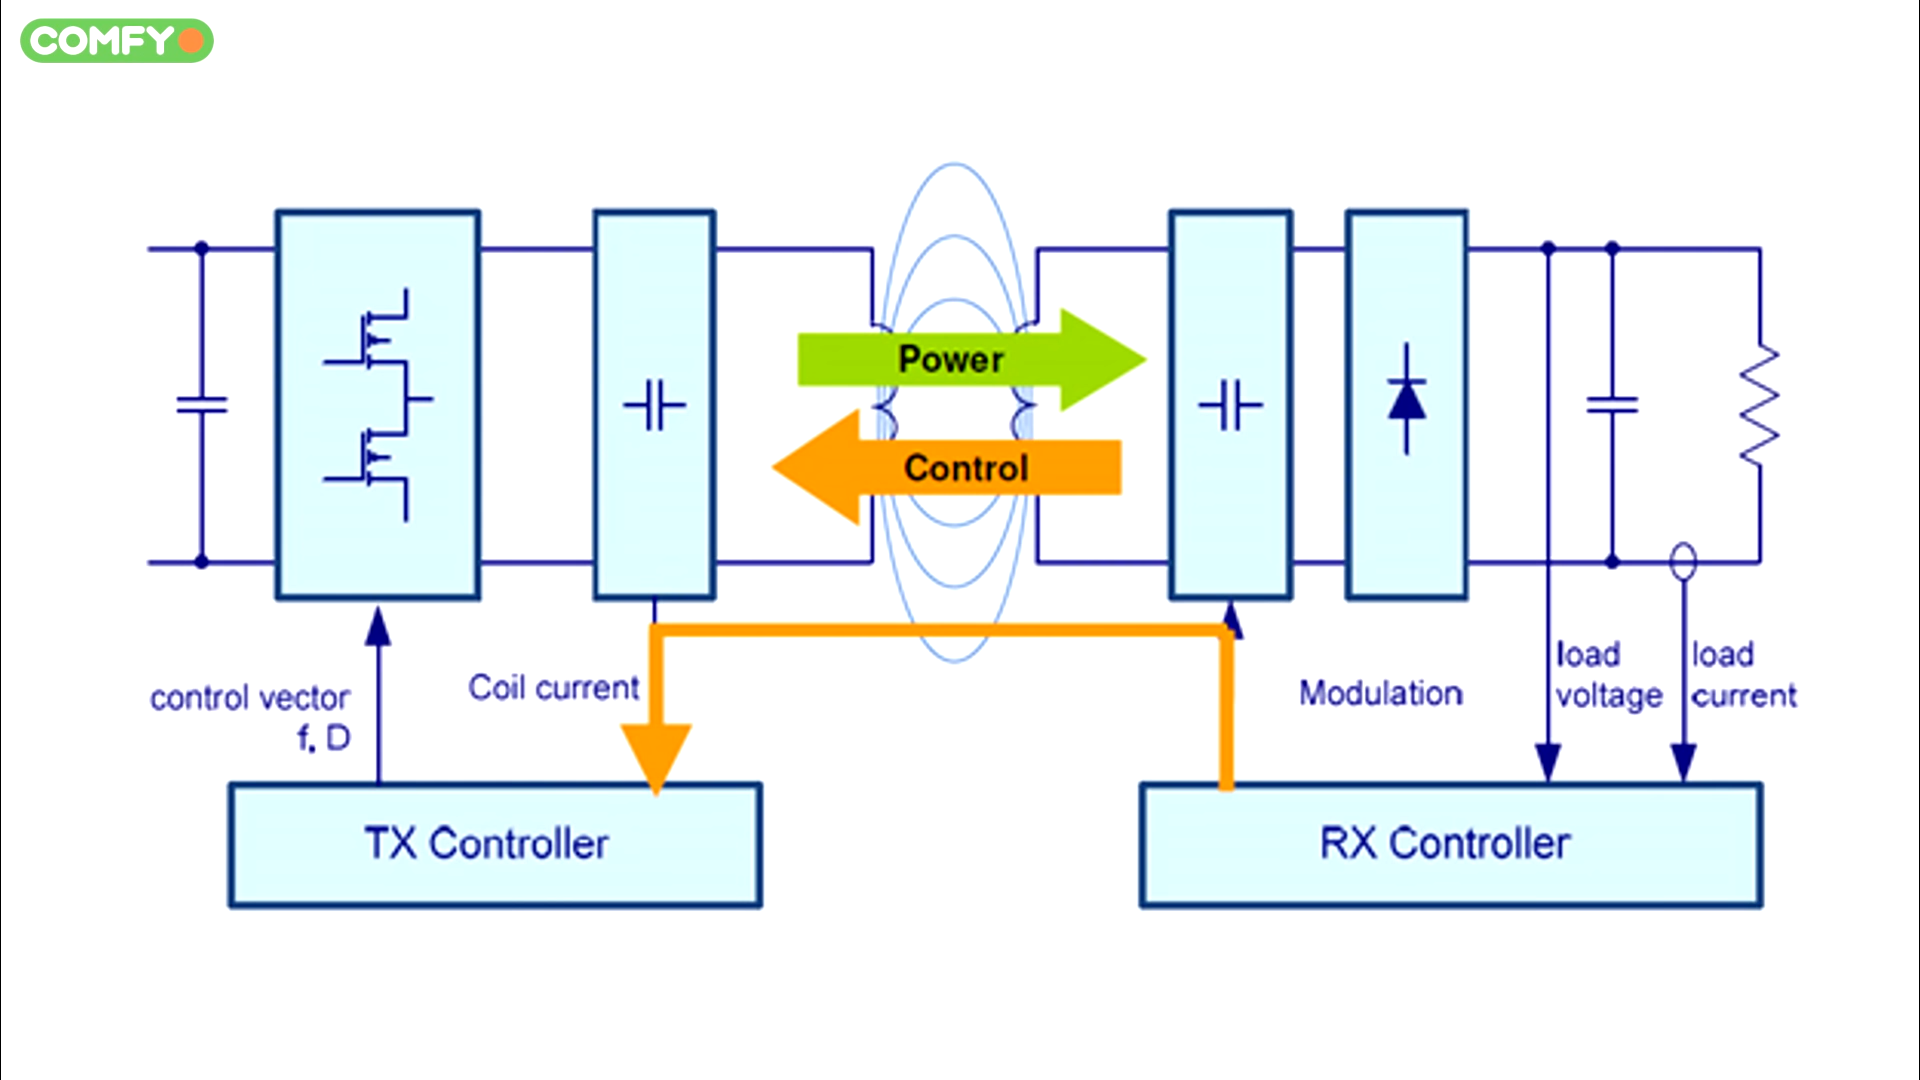 COMFY
Power
Control
control vector
f, D
Coil current
Modulation
load
voltage
load
current
TX Controller
RX Controller